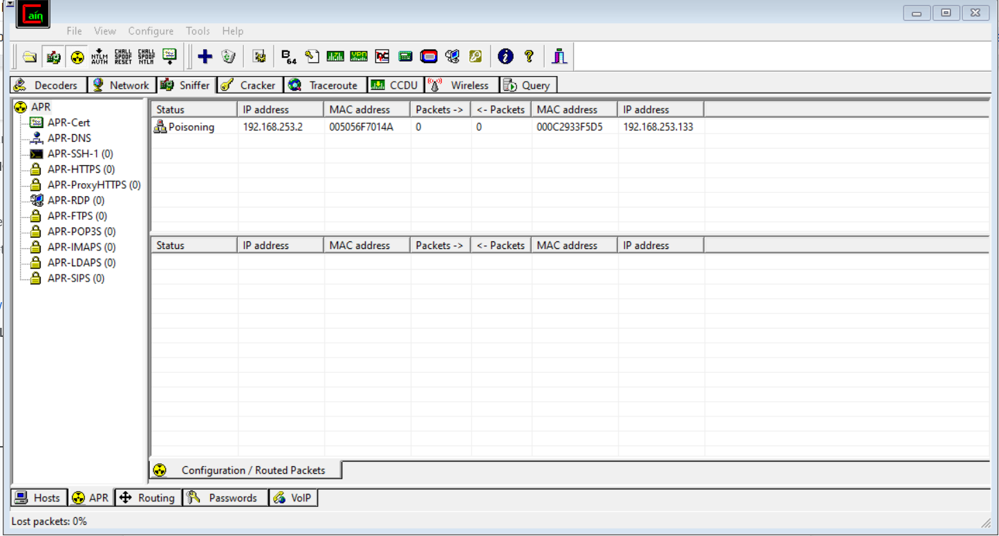 Cain
File View Configure Tools Help
NTLM AUTH CHALL SPOOF RESET CHALL SPOOF NTLM B64
Decoders Network Sniffer Cracker Traceroute CCDU Wireless Query
APR
APR-Cert
APR-DNS
APR-SSH-1 (0)
APR-HTTPS (0)
APR-ProxyHTTPS (0)
APR-RDP (0)
APR-FTPS (0)
APR-POP3S (0)
APR-IMAPS (0)
APR-LDAPS (0)
APR-SIPS (0)
Status IP address MAC address Packets -> <- Packets MAC address IP address
Poisoning 192.168.253.2 005056F7014A 0 0 000C2933F5D5 192.168.253.133
Status IP address MAC address Packets -> <- Packets MAC address IP address
Configuration / Routed Packets
Hosts APR Routing Passwords VoIP
Lost packets: 0%